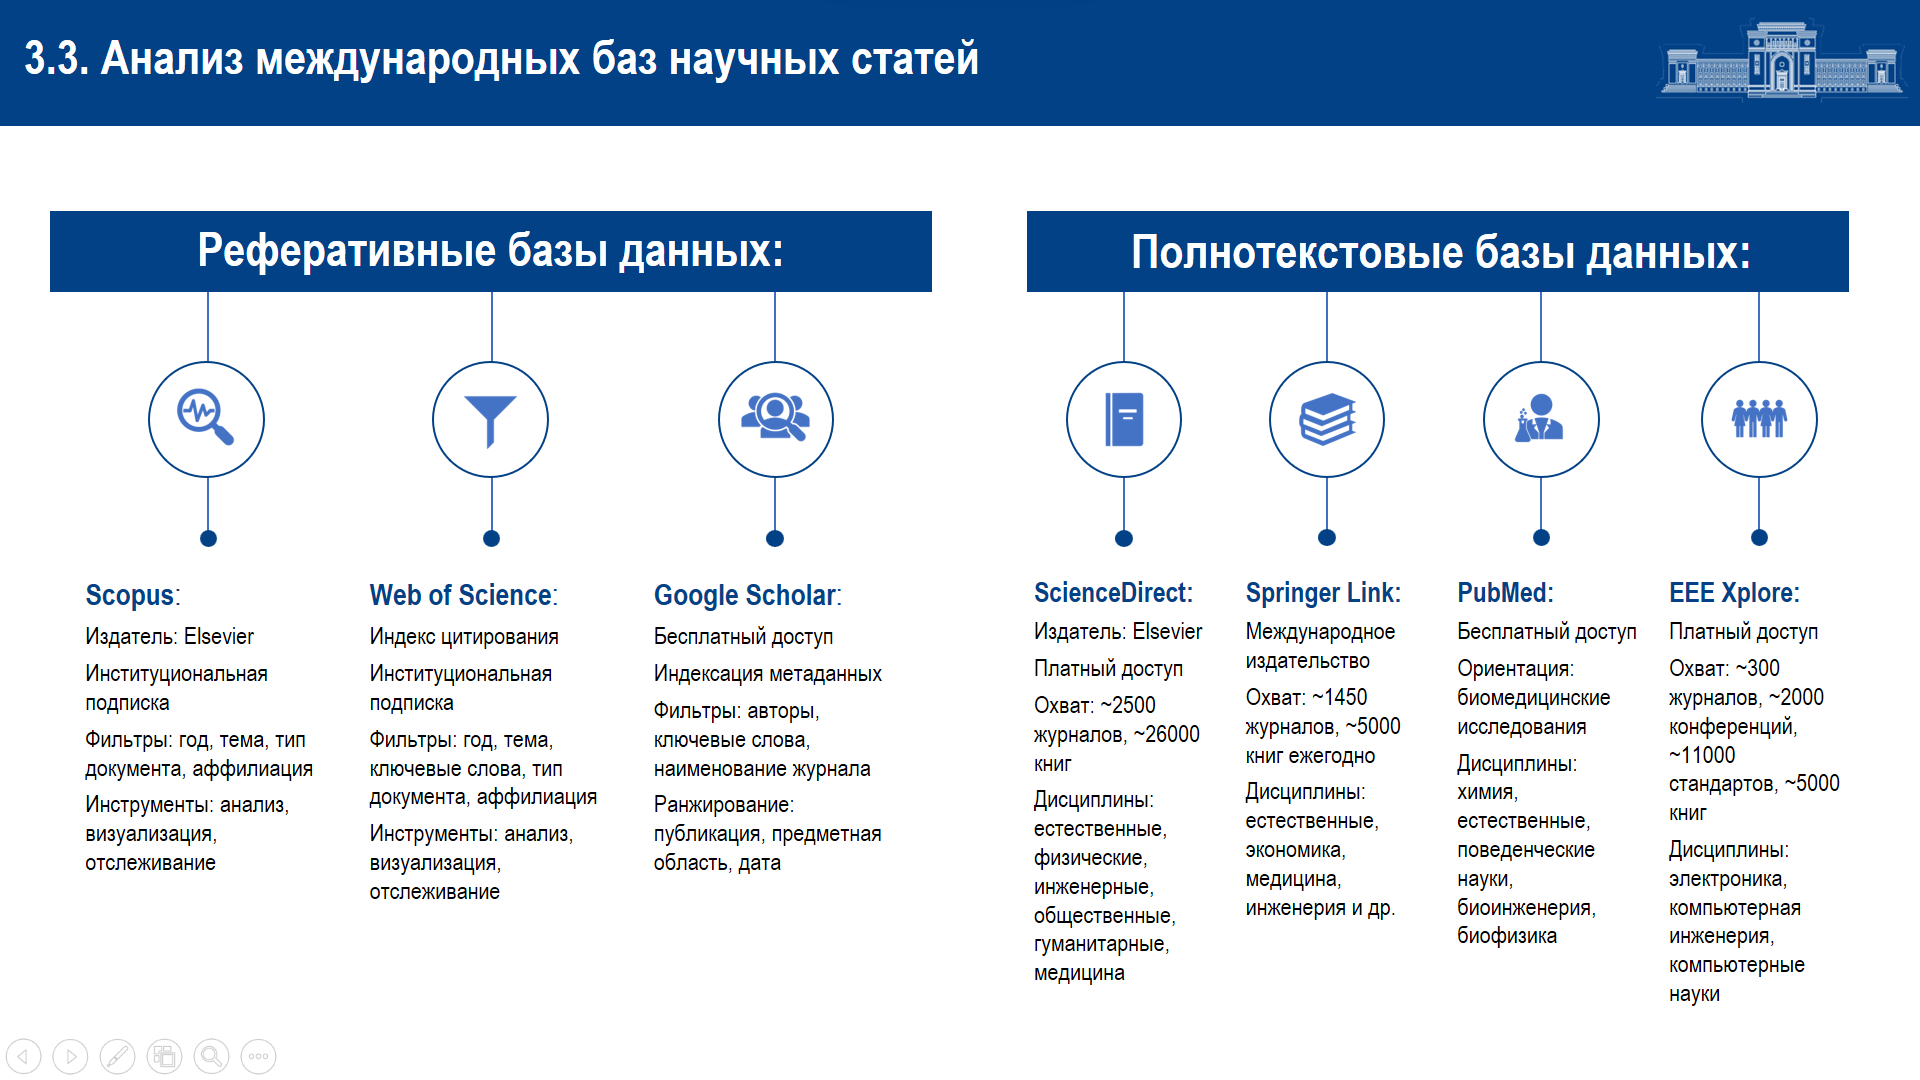 3.3. Анализ международных баз научных статей
Реферативные базы данных:
Scopus:
Издатель: Elsevier
Институциональная
подписка
Фильтры: год, тема, тип
документа, аффилиация
Инструменты: анализ,
визуализация,
отслеживание
Web of Science:
Индекс цитирования
Институциональная
подписка
Фильтры: год, тема,
ключевые слова, тип
документа, аффилиация
Инструменты: анализ,
визуализация,
отслеживание
Google Scholar:
Бесплатный доступ
Индексация метаданных
Фильтры: авторы,
ключевые слова,
наименование журнала
Ранжирование:
публикация, предметная
область, дата
Полнотекстовые базы данных:
ScienceDirect:
Издатель: Elsevier
Платный доступ
Охват: ~2500
журналов, ~26000
книг
Дисциплины:
естественные,
физические,
инженерные,
общественные,
гуманитарные,
медицина
Springer Link:
Международное
издательство
Охват: ~1450
журналов, ~5000
книг ежегодно
Дисциплины:
естественные,
экономика,
медицина,
инженерия и др.
PubMed:
Бесплатный доступ
Ориентация:
биомедицинские
исследования
Дисциплины:
химия,
естественные,
поведенческие
науки,
биоинженерия,
биофизика
EEE Xplore:
Платный доступ
Охват: ~300
журналов, ~2000
конференций,
~11000
стандартов, ~5000
книг
Дисциплины:
электроника,
компьютерная
инженерия,
компьютерные
науки